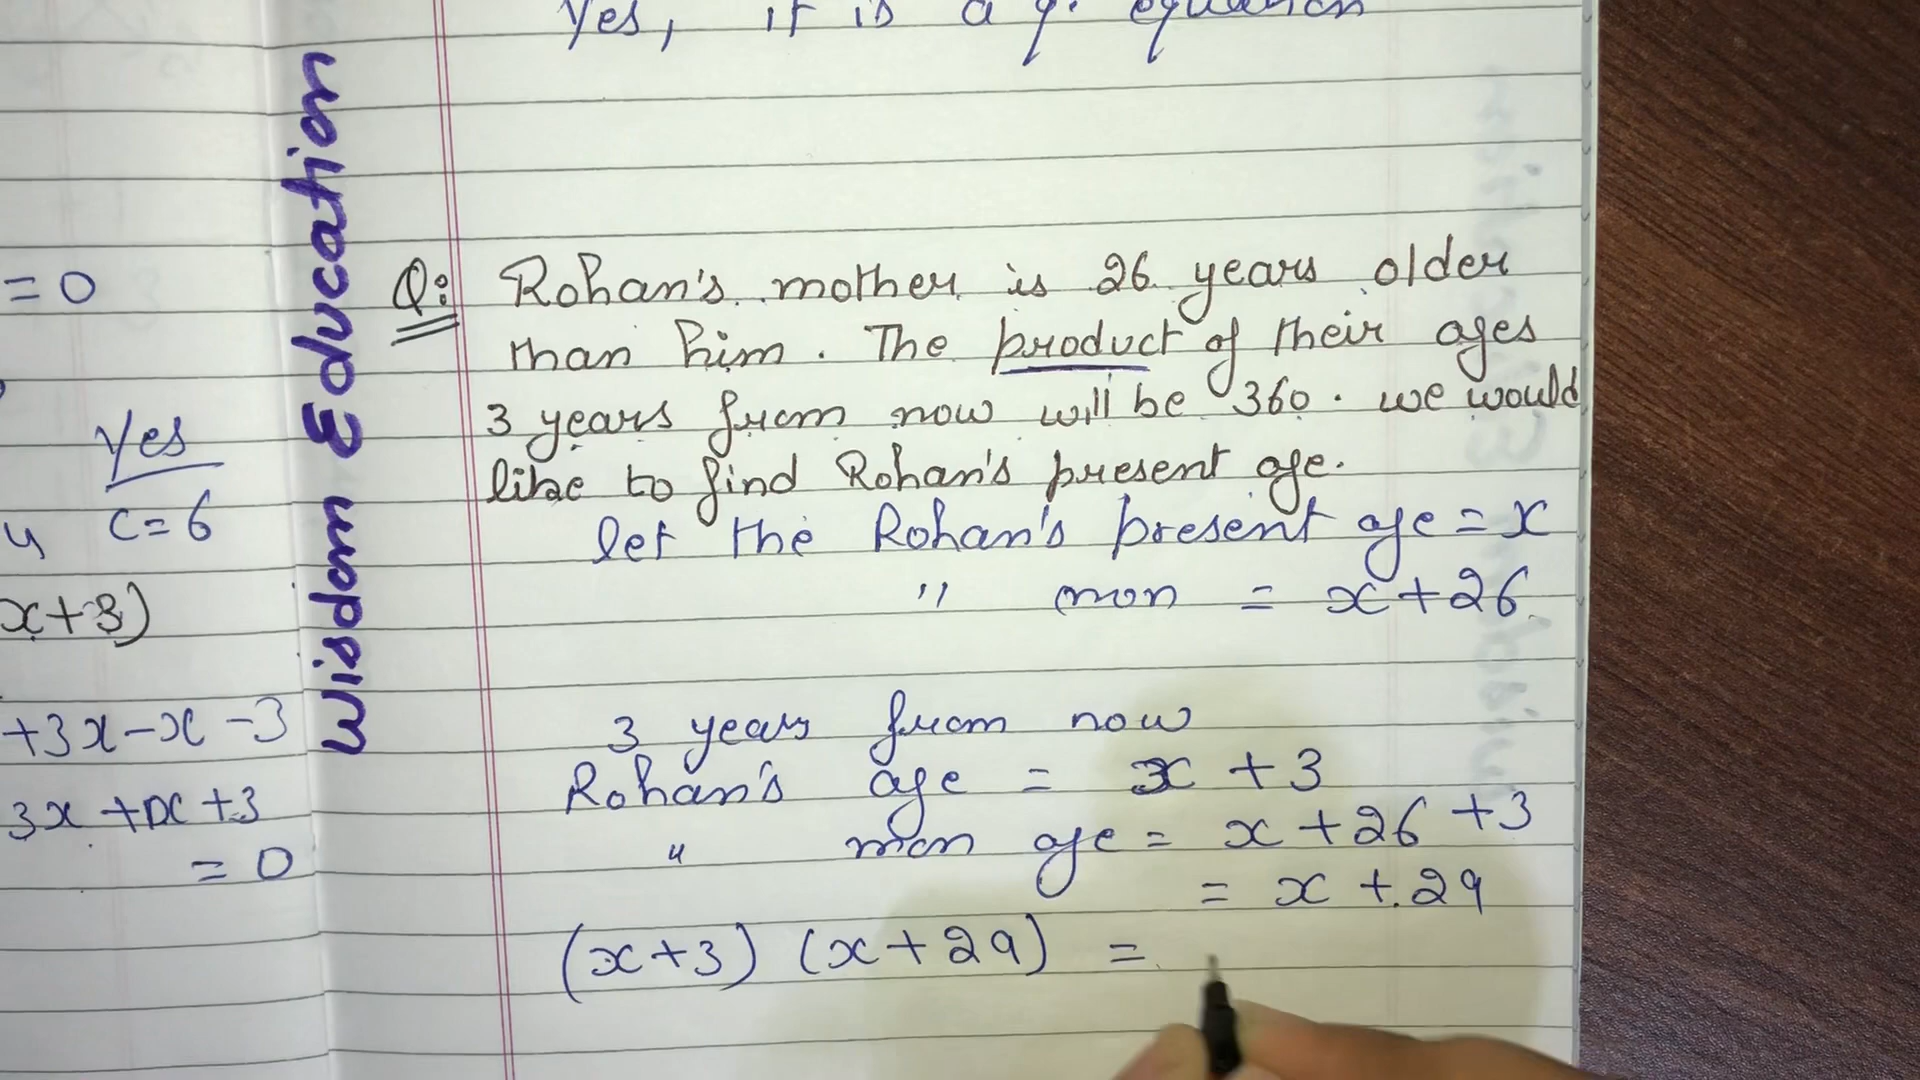 Yes, it is a q. equation
= 0
Yes
c = 6
x+3)
+3x-x-3
3x+x+3
= 0
Wisdom Education
Q: Rohan's mother is 26 years older
than him. The product of their ages
3 years from now will be 360. we would
like to find Rohan's present age.
let the Rohan's present age = x
" mom = x+26
3 years from now
Rohan's age = x + 3
" mom age = x+26+3
= x + 29
(x+3) (x+29) =